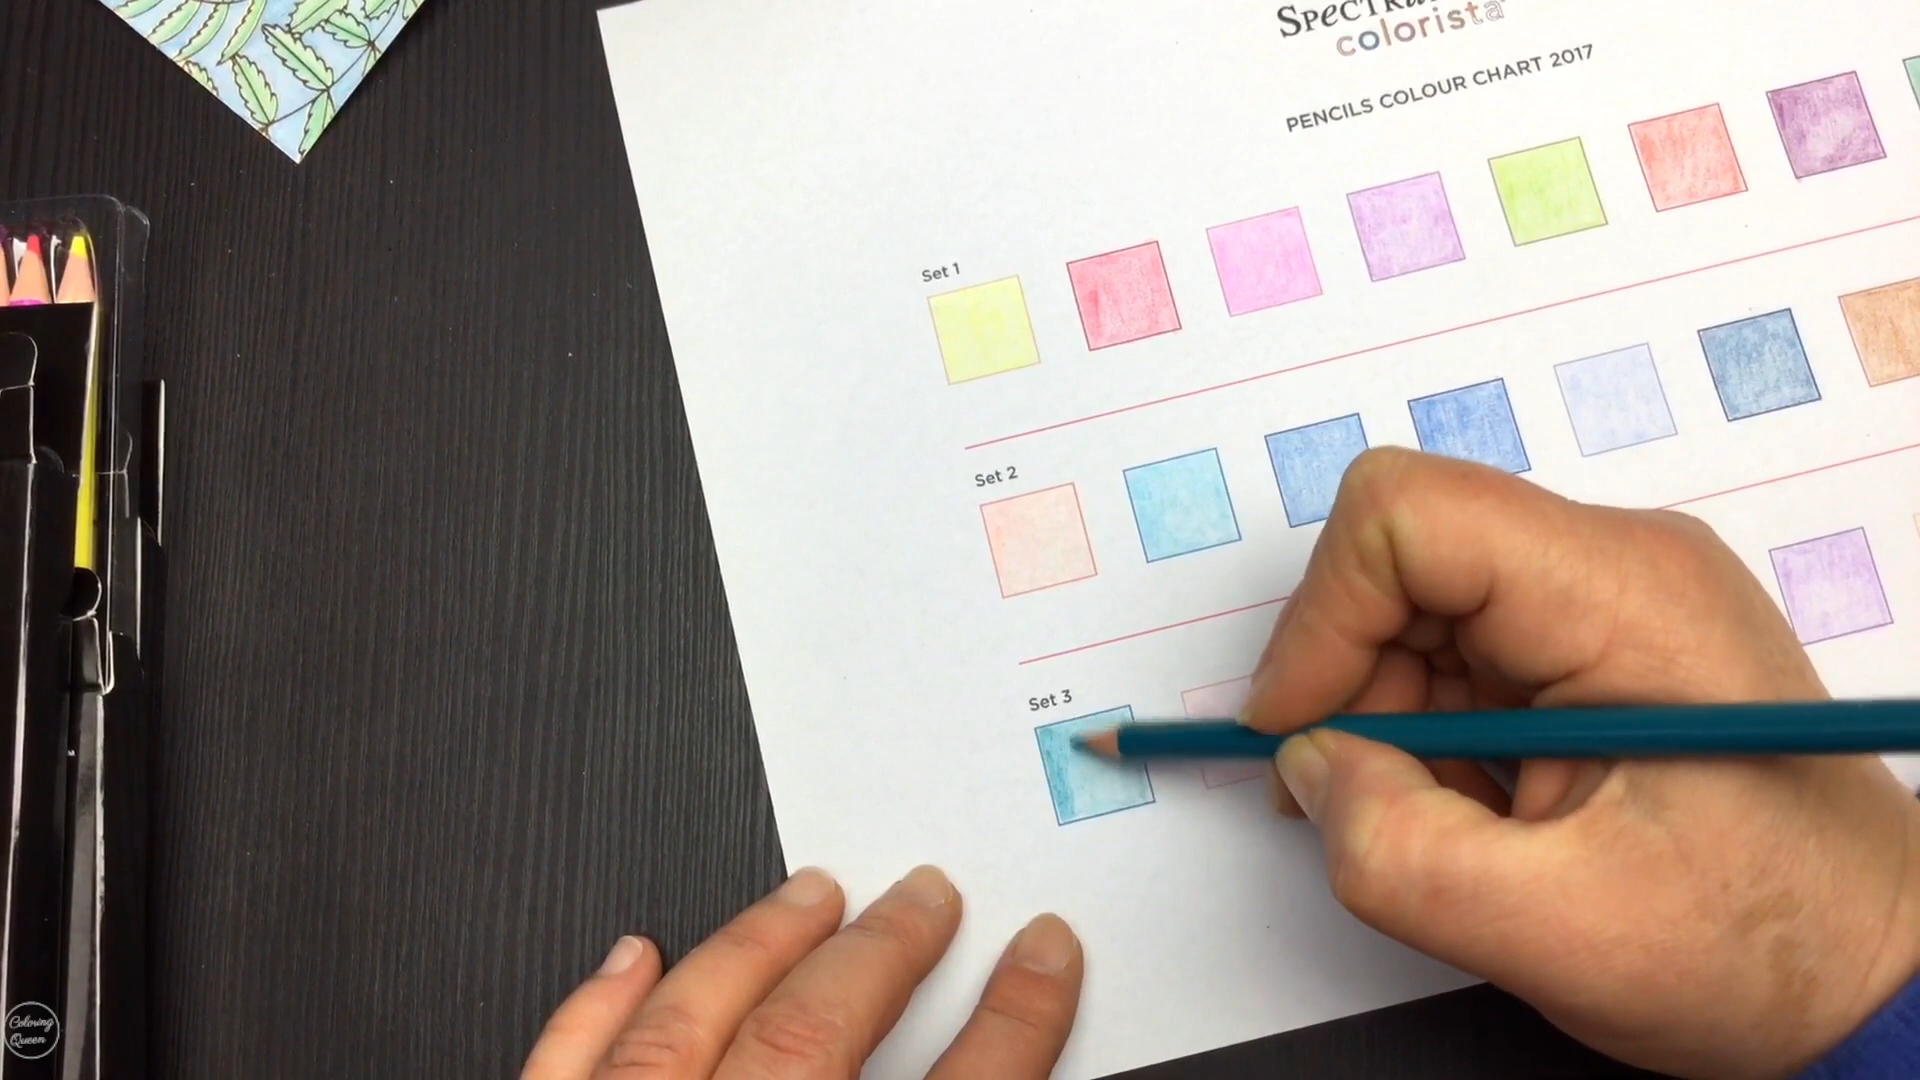 colorista
PENCILS COLOUR CHART 2017
Set 1
Set 2
Set 3
Coloring
Queen